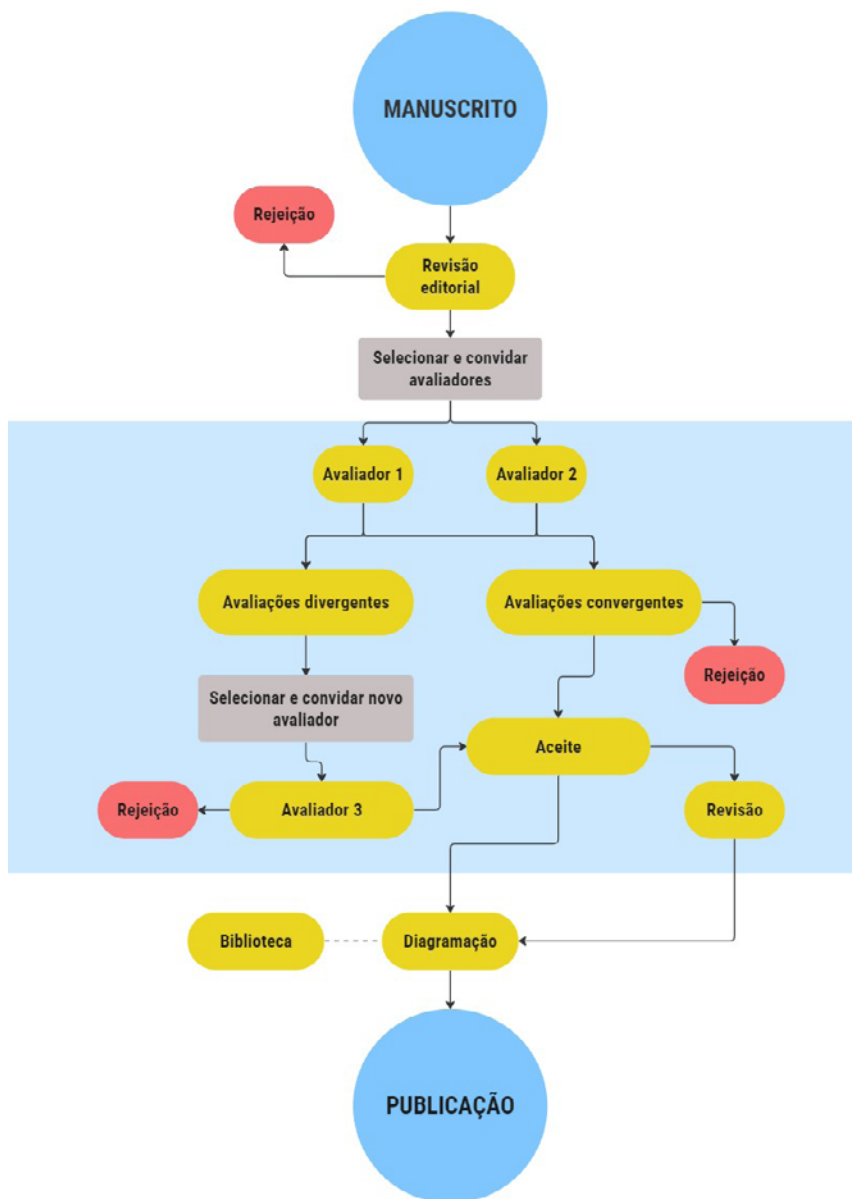 MANUSCRITO
Rejeição
Revisão
editorial
Selecionar e convidar
avaliadores
Avaliador 1
Avaliador 2
Avaliações divergentes
Avaliações convergentes
Rejeição
Selecionar e convidar novo
avaliador
Aceite
Rejeição
Avaliador 3
Revisão
Biblioteca
Diagramação
PUBLICAÇÃO